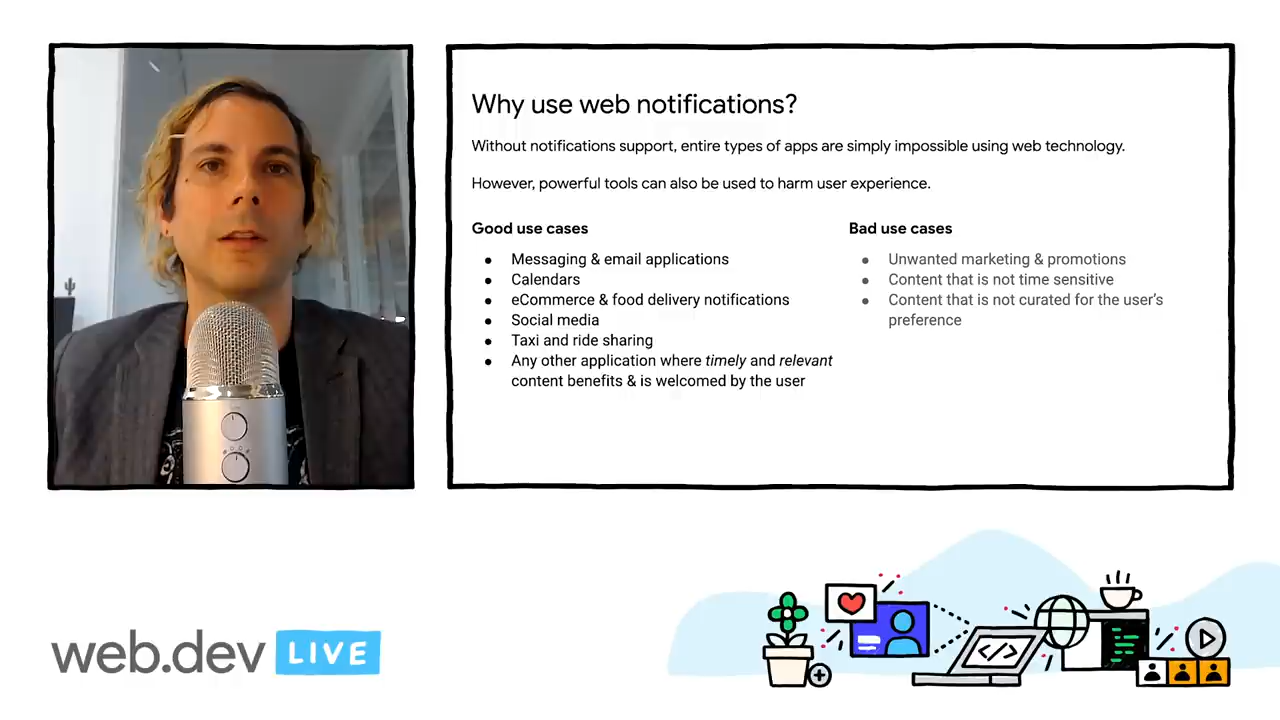 Why use web notifications?
Without notifications support, entire types of apps are simply impossible using web technology.
However, powerful tools can also be used to harm user experience.
Good use cases
● Messaging & email applications
● Calendars
● eCommerce & food delivery notifications
● Social media
● Taxi and ride sharing
● Any other application where timely and relevant
content benefits & is welcomed by the user
Bad use cases
● Unwanted marketing & promotions
● Content that is not time sensitive
● Content that is not curated for the user's
preference
web.dev LIVE